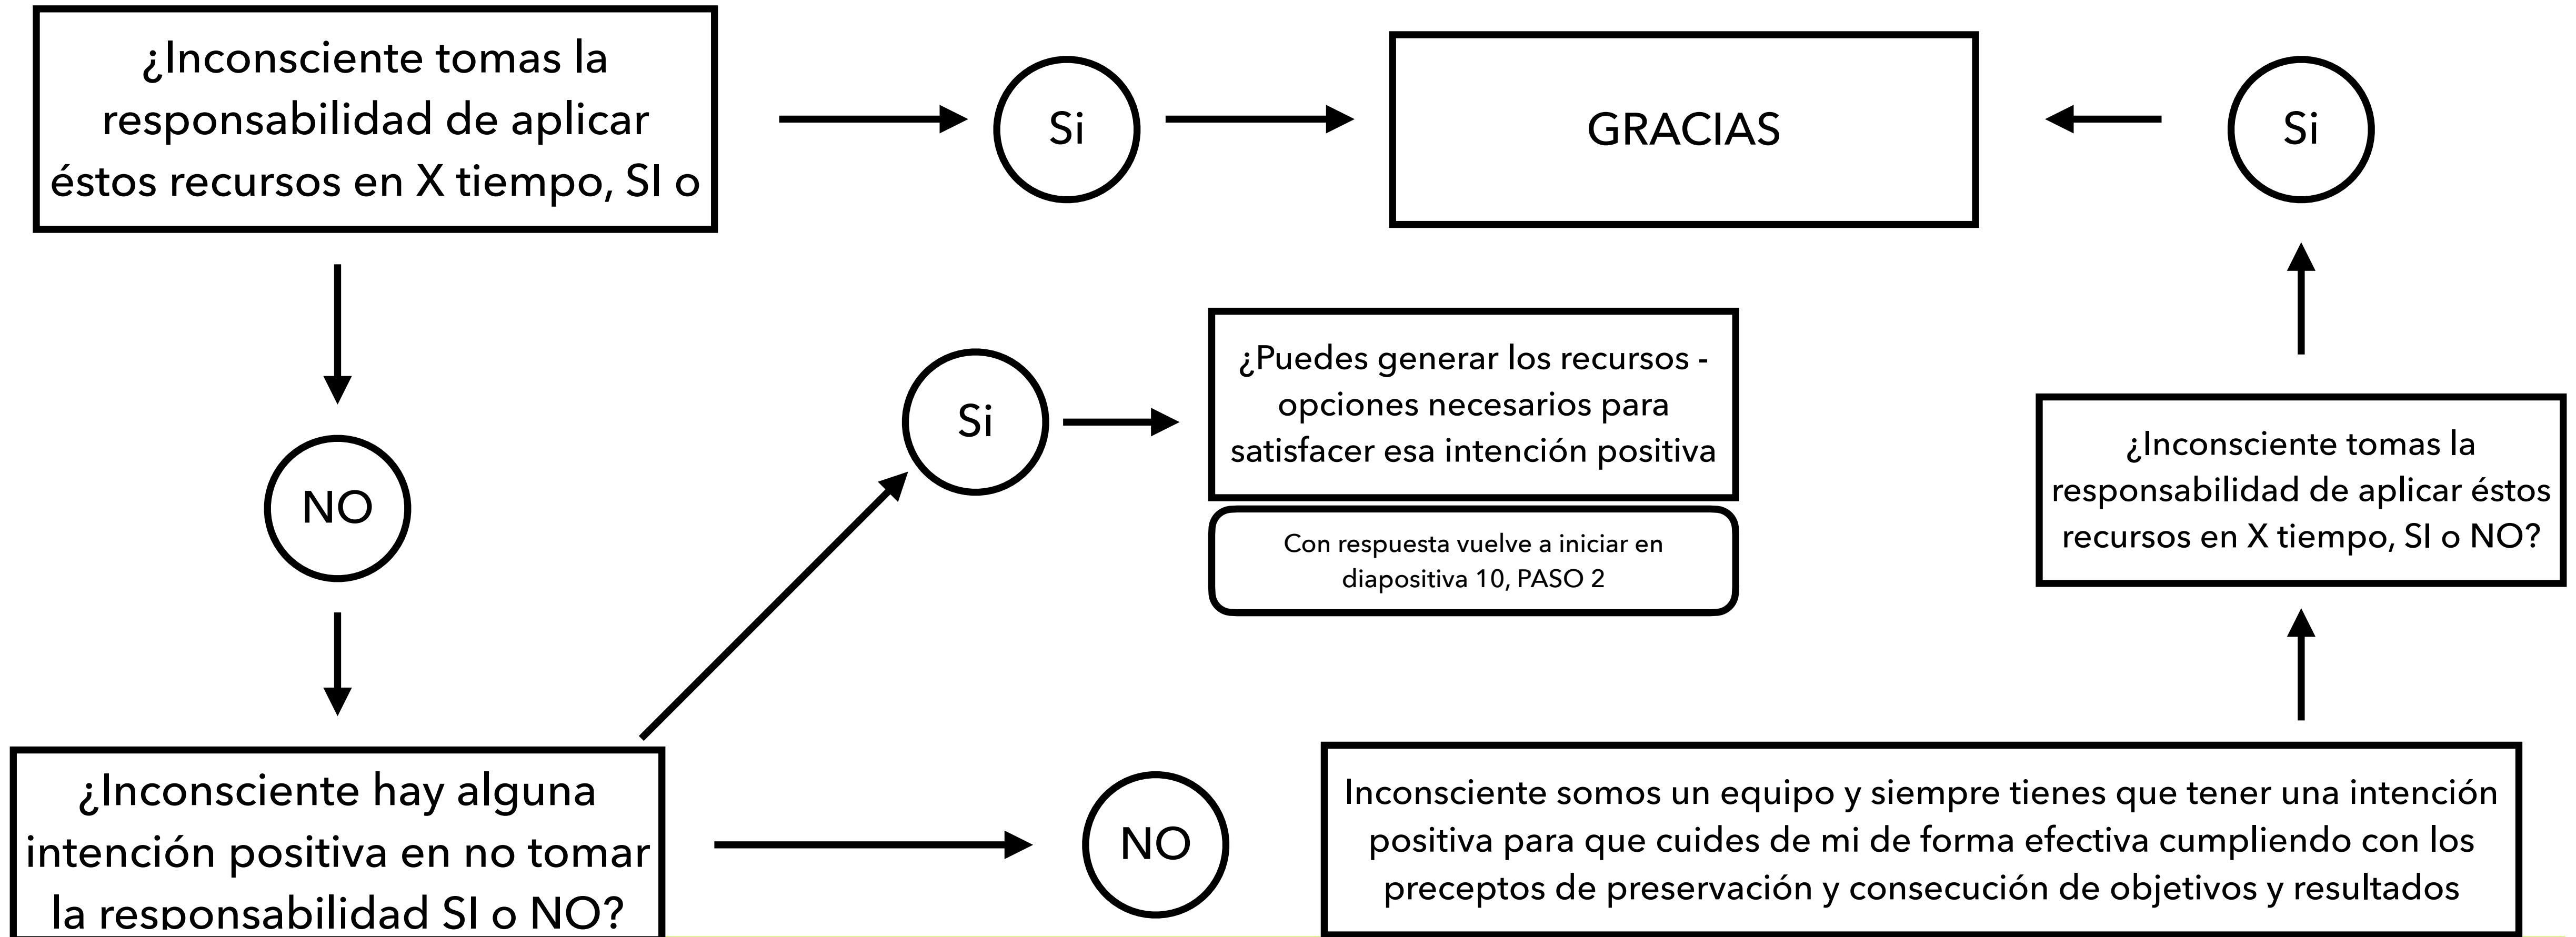 ¿Inconsciente tomas la
responsabilidad de aplicar
éstos recursos en X tiempo, SI o
Si
GRACIAS
Si
NO
Si
¿Puedes generar los recursos -
opciones necesarios para
satisfacer esa intención positiva
Con respuesta vuelve a iniciar en
diapositiva 10, PASO 2
¿Inconsciente tomas la
responsabilidad de aplicar éstos
recursos en X tiempo, SI o NO?
¿Inconsciente hay alguna
intención positiva en no tomar
la responsabilidad SI o NO?
NO
Inconsciente somos un equipo y siempre tienes que tener una intención
positiva para que cuides de mi de forma efectiva cumpliendo con los
preceptos de preservación y consecución de objetivos y resultados